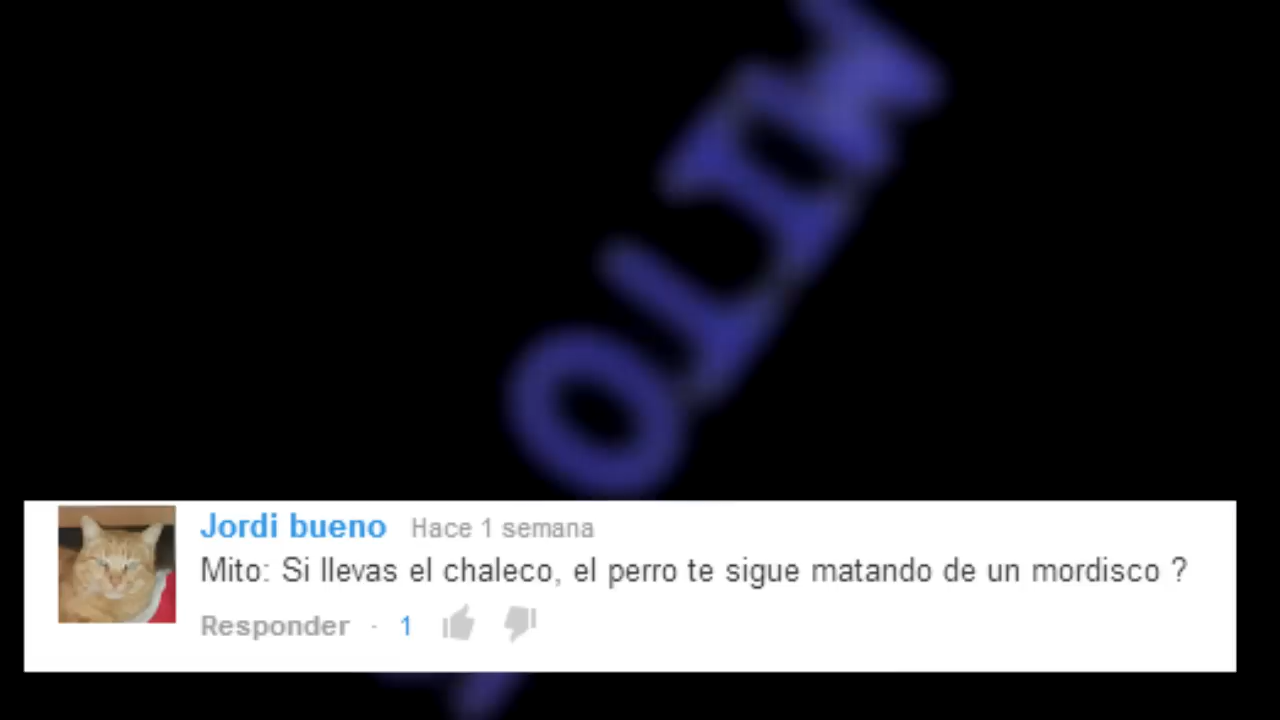 MITO
Jordi bueno Hace 1 semana
Mito: Si llevas el chaleco, el perro te sigue matando de un mordisco ?
Responder · 1